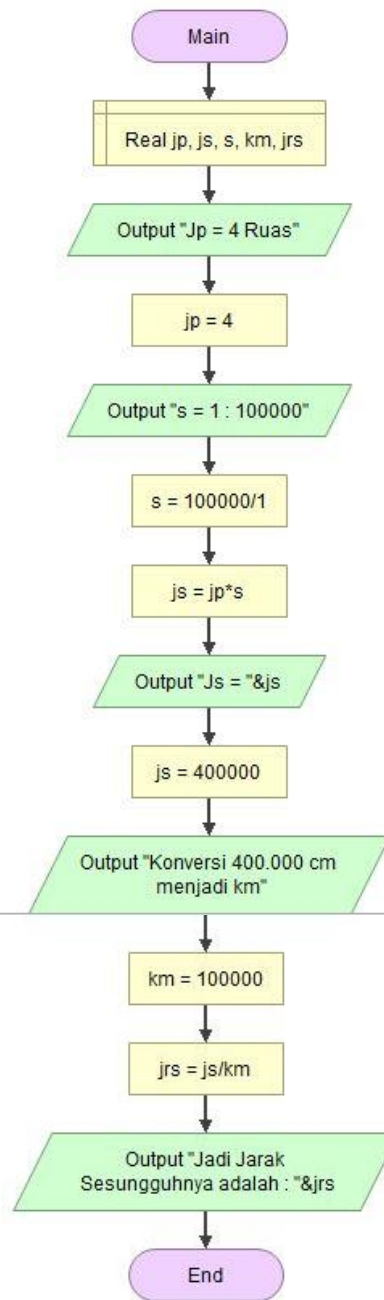 Main
Real jp, js, s, km, jrs
Output "Jp = 4 Ruas"
jp = 4
Output "s = 1 : 100000"
s = 100000/1
js = jp*s
Output "Js = "&js
js = 400000
Output "Konversi 400.000 cm
menjadi km"
km = 100000
jrs = js/km
Output "Jadi Jarak
Sesungguhnya adalah : "&jrs
End